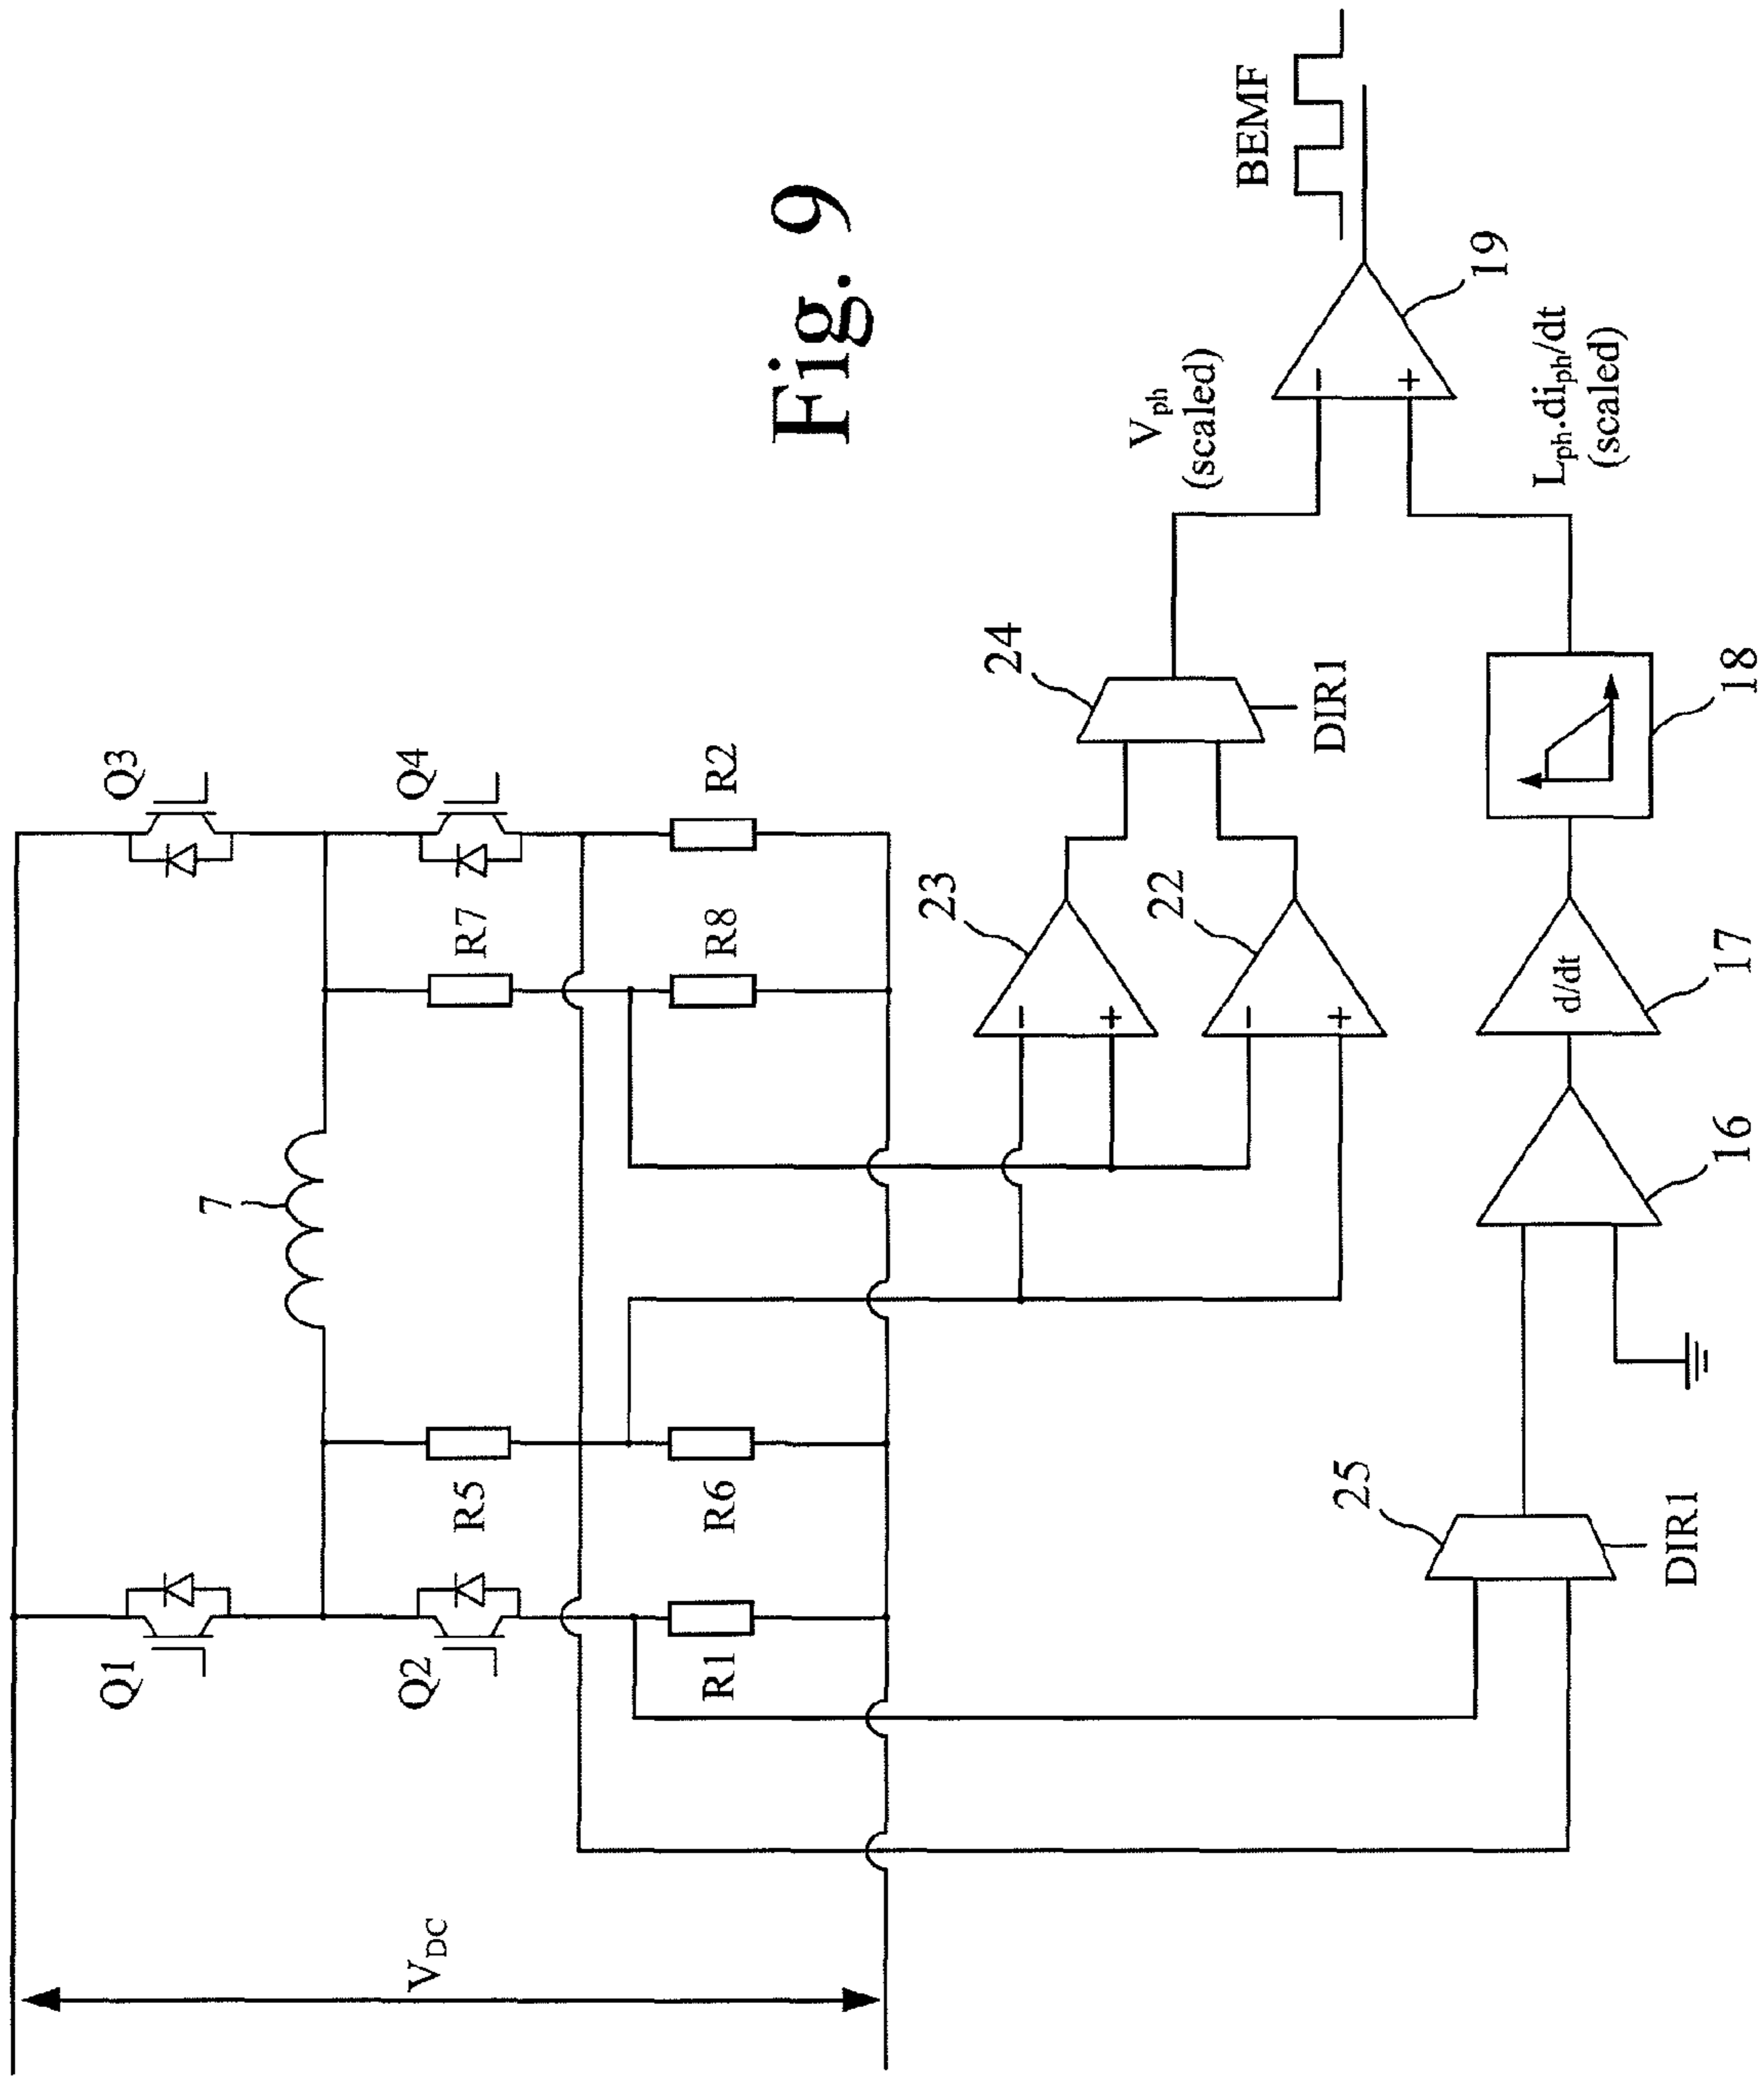 Q3
Q4
R7
R2
R8
7
R5
R6
Q1
Q2
R1
V_DC
Fig. 9
BEMF
23
22
24
DIR1
V_ph
(scaled)
L_ph.di_ph/dt
(scaled)
-
+
19
-
+
-
+
25
DIR1
16
d/dt
17
18